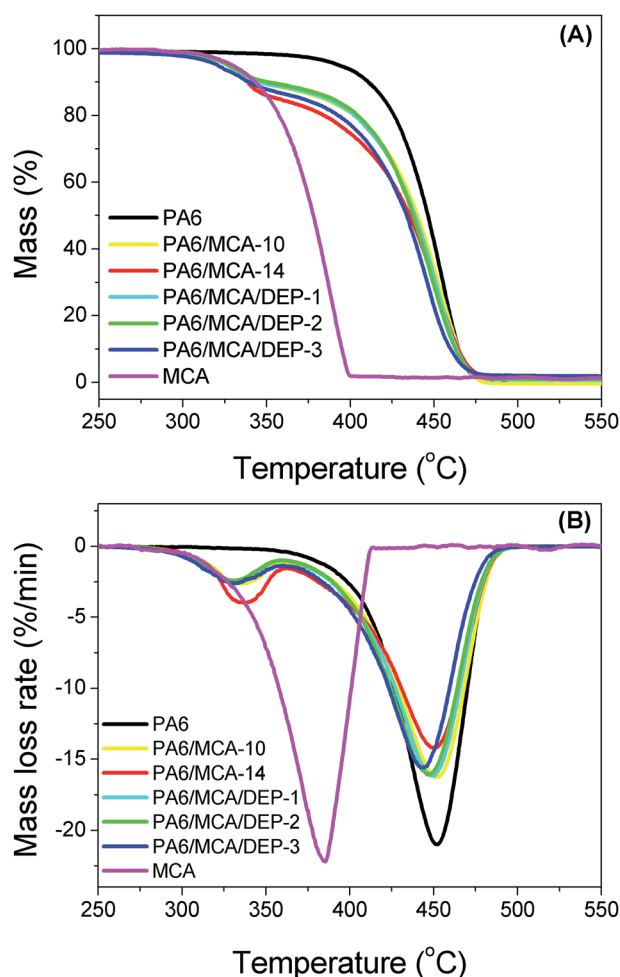 (A)
100
80
60
40
20
0
Mass (%)
PA6
PA6/MCA-10
PA6/MCA-14
PA6/MCA/DEP-1
PA6/MCA/DEP-2
PA6/MCA/DEP-3
MCA
250 300 350 400 450 500 550
Temperature (°C)
(B)
0
-5
-10
-15
-20
Mass loss rate (%/min)
PA6
PA6/MCA-10
PA6/MCA-14
PA6/MCA/DEP-1
PA6/MCA/DEP-2
PA6/MCA/DEP-3
MCA
250 300 350 400 450 500 550
Temperature (°C)